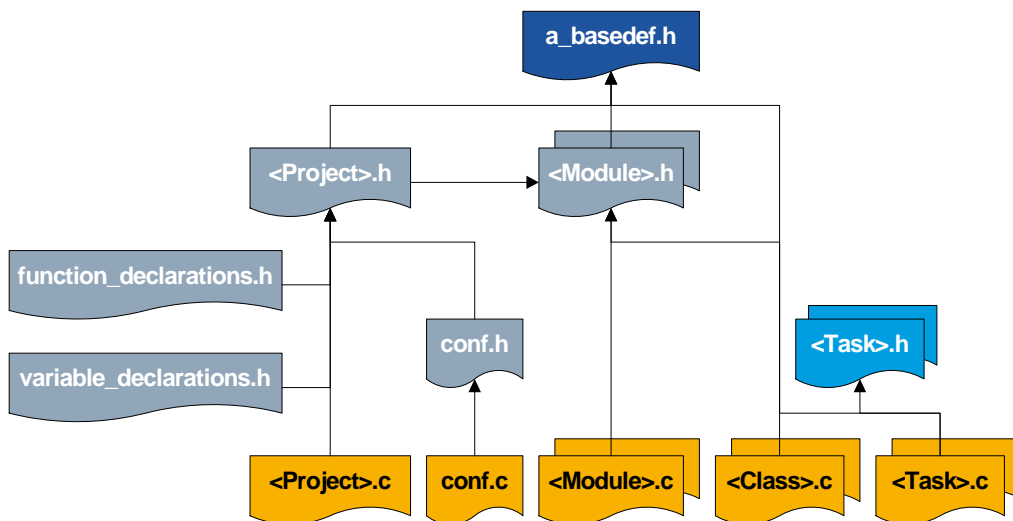 a_basedef.h
<Project>.h
<Module>.h
function_declarations.h
conf.h
<Task>.h
variable_declarations.h
<Project>.c
conf.c
<Module>.c
<Class>.c
<Task>.c